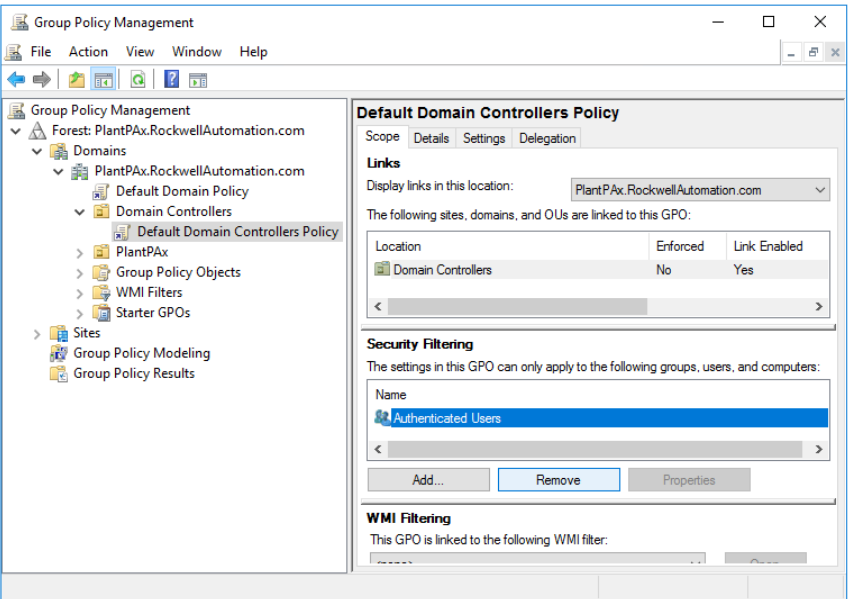 Group Policy Management
File Action View Window Help
Group Policy Management
Forest: PlantPAx.RockwellAutomation.com
Domains
PlantPAx.RockwellAutomation.com
Default Domain Policy
Domain Controllers
Default Domain Controllers Policy
PlantPAx
Group Policy Objects
WMI Filters
Starter GPOs
Sites
Group Policy Modeling
Group Policy Results
Default Domain Controllers Policy
Scope Details Settings Delegation
Links
Display links in this location: PlantPAx.RockwellAutomation.com
The following sites, domains, and OUs are linked to this GPO:
Location Enforced Link Enabled
Domain Controllers No Yes
Security Filtering
The settings in this GPO can only apply to the following groups, users, and computers:
Name
Authenticated Users
Add... Remove Properties
WMI Filtering
This GPO is linked to the following WMI filter: